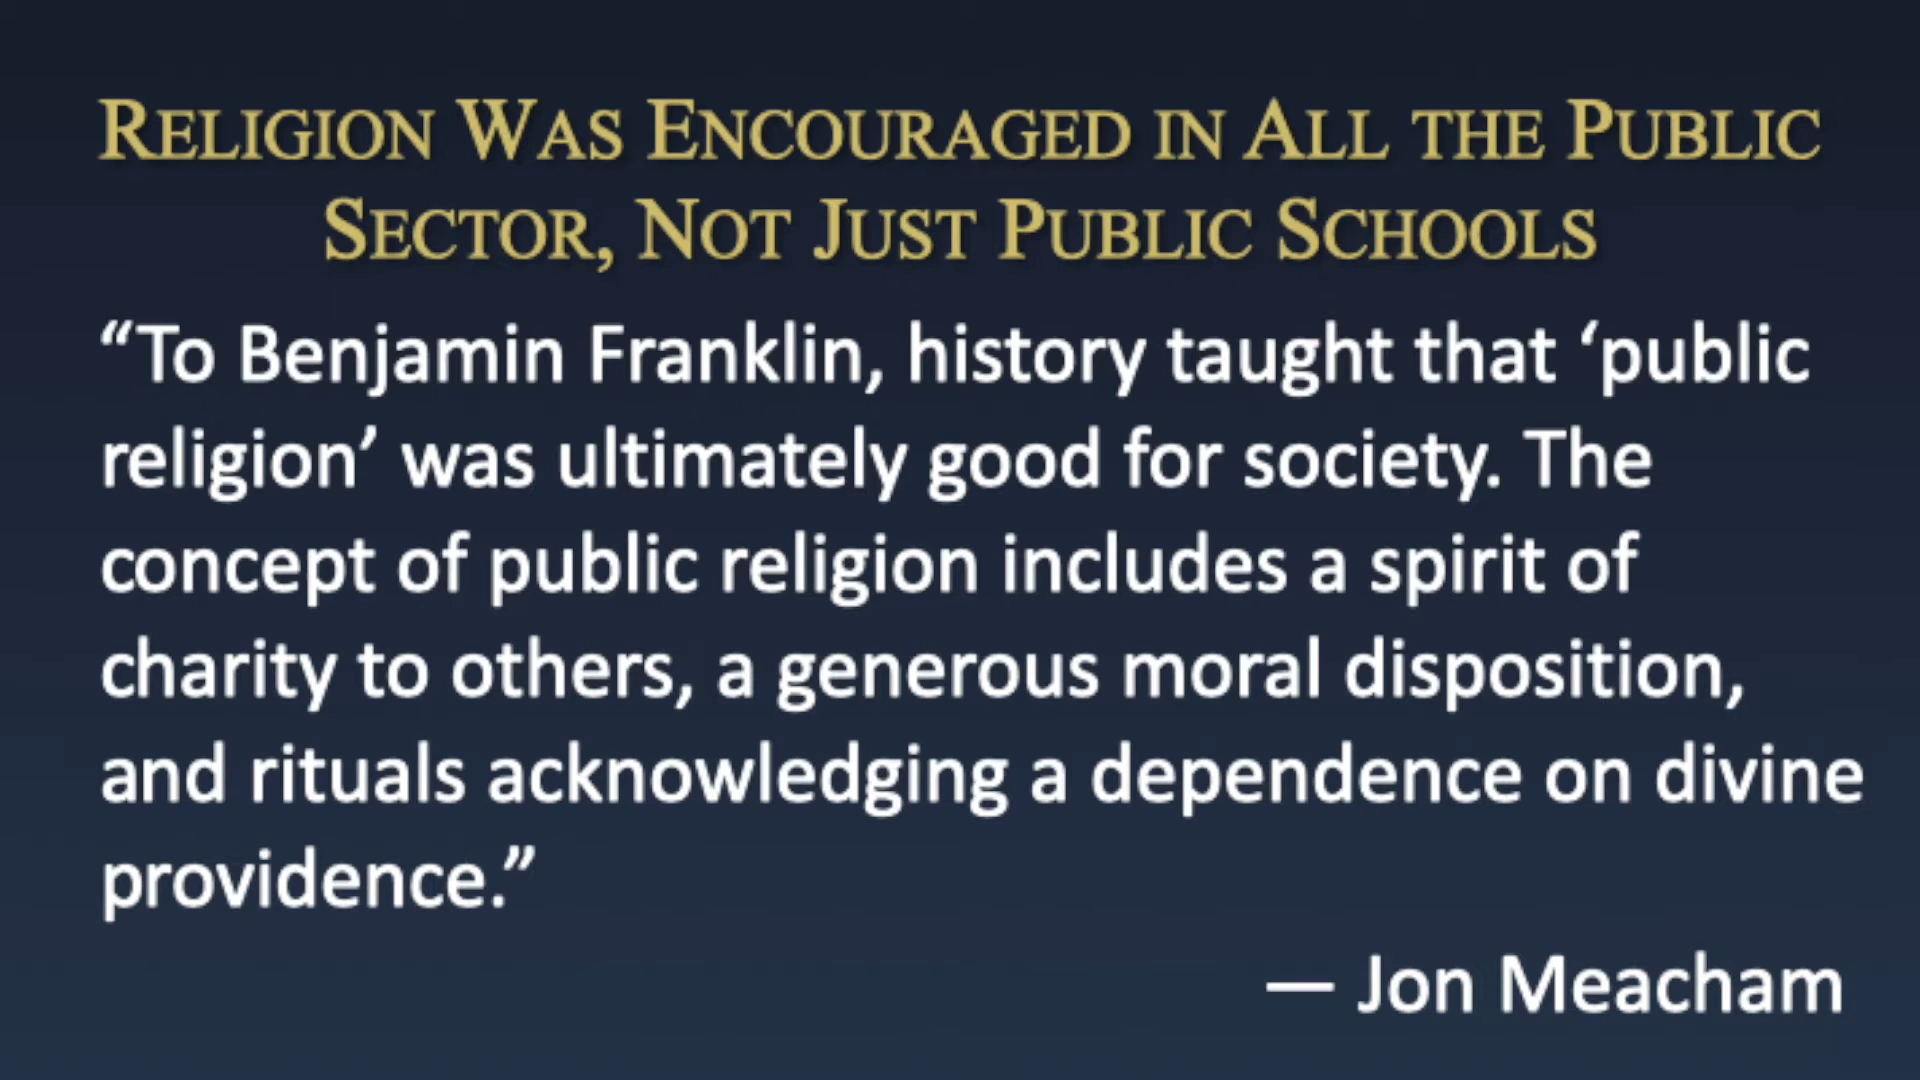 RELIGION WAS ENCOURAGED IN ALL THE PUBLIC
SECTOR, NOT JUST PUBLIC SCHOOLS
“To Benjamin Franklin, history taught that ‘public
religion’ was ultimately good for society. The
concept of public religion includes a spirit of
charity to others, a generous moral disposition,
and rituals acknowledging a dependence on divine
providence.”
— Jon Meacham